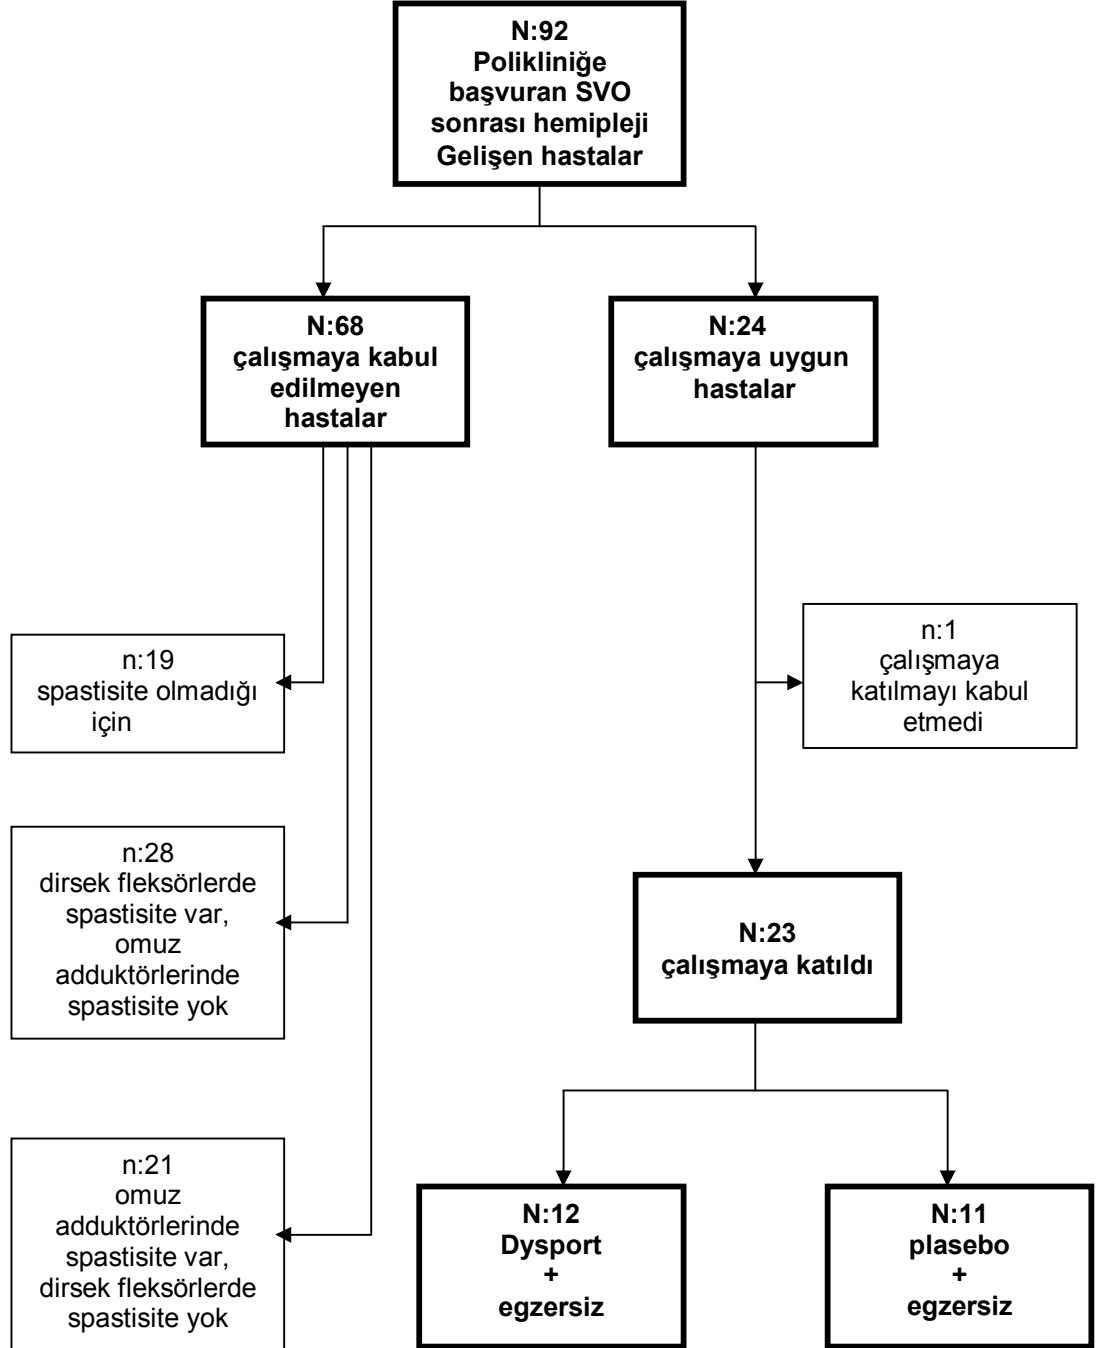 N:92
Polikliniğe
başvuran SVO
sonrası hemipleji
Gelişen hastalar
N:68
çalışmaya kabul
edilmeyen
hastalar
N:24
çalışmaya uygun
hastalar
n:19
spastisite olmadığı
için
n:1
çalışmaya
katılmayı kabul
etmedi
n:28
dirsek fleksörlerde
spastisite var,
omuz
adduktörlerinde
spastisite yok
N:23
çalışmaya katıldı
n:21
omuz
adduktörlerinde
spastisite var,
dirsek fleksörlerde
spastisite yok
N:12
Dysport
+
egzersiz
N:11
plasebo
+
egzersiz